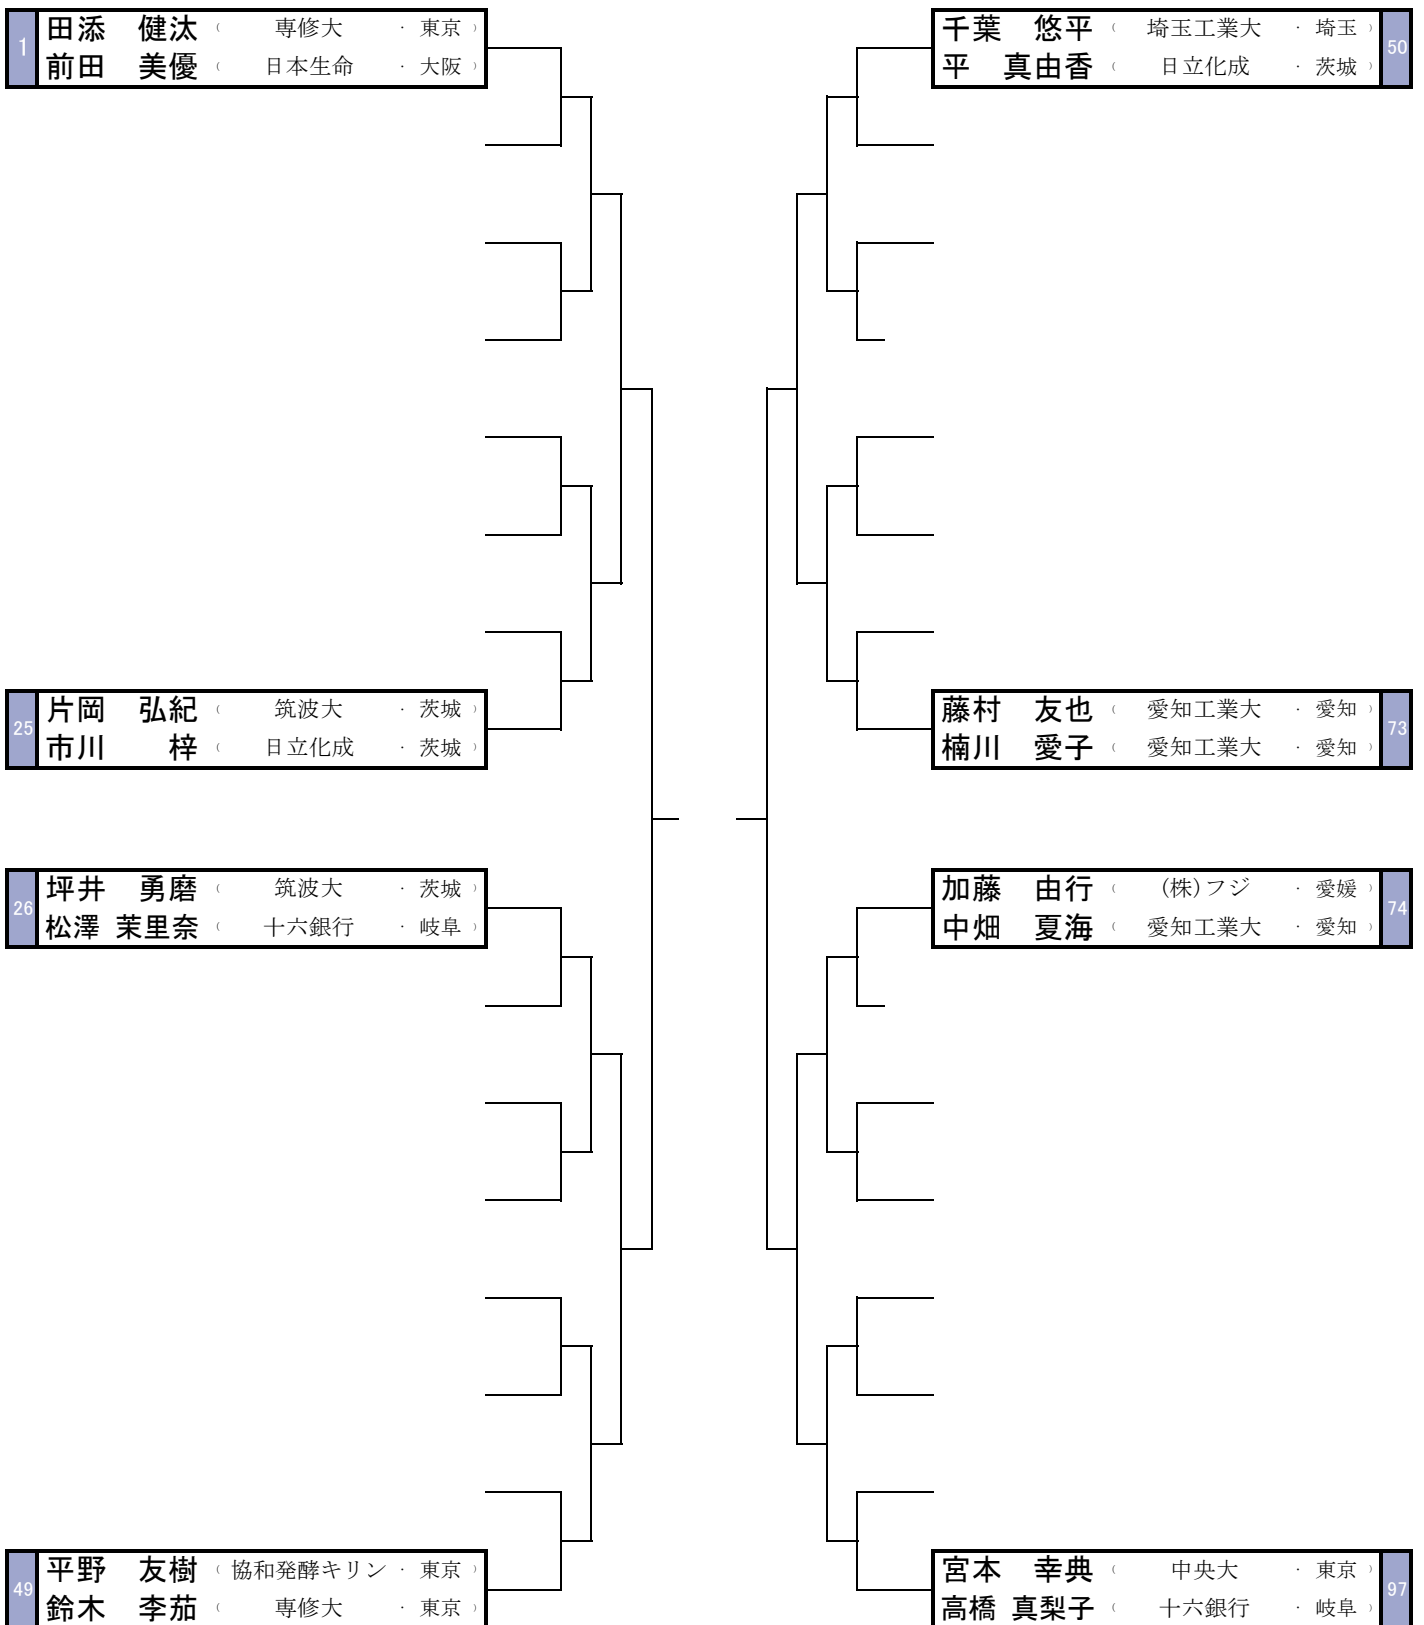 1 田添 健汰 ( 専修大 ・ 東京 )
前田 美優 ( 日本生命 ・ 大阪 )
25 片岡 弘紀 ( 筑波大 ・ 茨城 )
市川 梓 ( 日立化成 ・ 茨城 )
26 坪井 勇磨 ( 筑波大 ・ 茨城 )
松澤 茉里奈 ( 十六銀行 ・ 岐阜 )
49 平野 友樹 ( 協和発酵キリン ・ 東京 )
鈴木 李茄 ( 専修大 ・ 東京 )
千葉 悠平 ( 埼玉工業大 ・ 埼玉 ) 50
平 真由香 ( 日立化成 ・ 茨城 )
藤村 友也 ( 愛知工業大 ・ 愛知 ) 73
楠川 愛子 ( 愛知工業大 ・ 愛知 )
加藤 由行 ( (株)フジ ・ 愛媛 ) 74
中畑 夏海 ( 愛知工業大 ・ 愛知 )
宮本 幸典 ( 中央大 ・ 東京 ) 97
高橋 真梨子 ( 十六銀行 ・ 岐阜 )